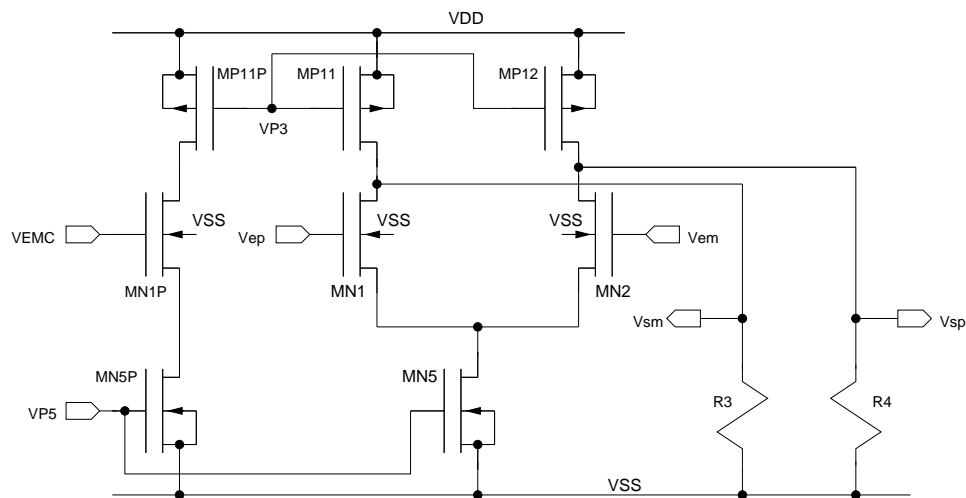 VDD
MP11P
MP11
MP12
VP3
VEMC
VSS
Vep
VSS
VSS
Vem
MN1P
MN1
MN2
Vsm
Vsp
MN5P
MN5
VP5
R3
R4
VSS